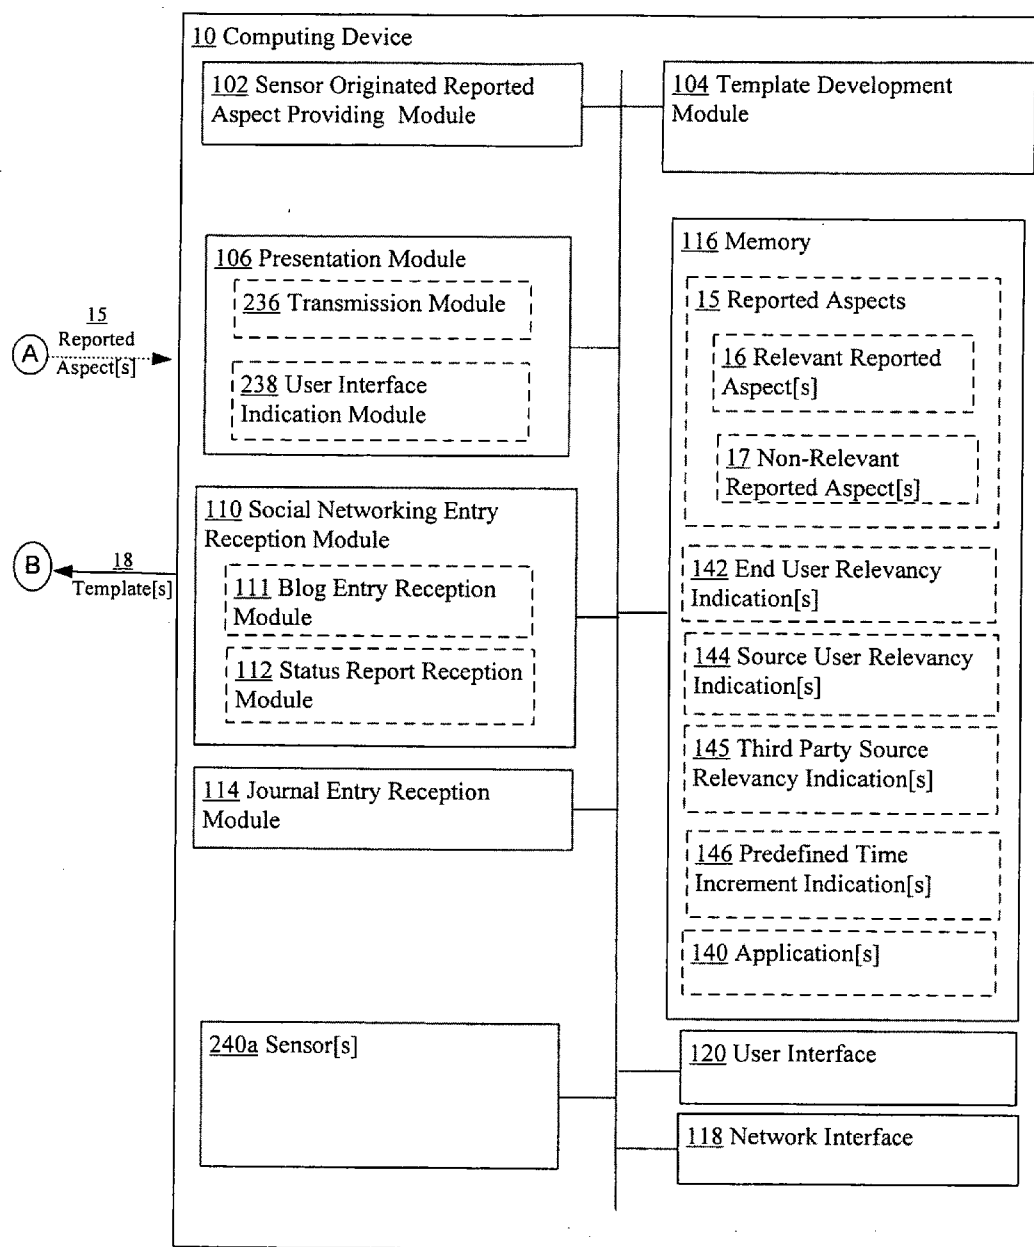 10 Computing Device
102 Sensor Originated Reported
Aspect Providing Module
104 Template Development
Module
106 Presentation Module
236 Transmission Module
238 User Interface
Indication Module
15
Reported
Aspect[s]
A
110 Social Networking Entry
Reception Module
111 Blog Entry Reception
Module
112 Status Report Reception
Module
B
18
Template[s]
114 Journal Entry Reception
Module
240a Sensor[s]
116 Memory
15 Reported Aspects
16 Relevant Reported
Aspect[s]
17 Non-Relevant
Reported Aspect[s]
142 End User Relevancy
Indication[s]
144 Source User Relevancy
Indication[s]
145 Third Party Source
Relevancy Indication[s]
146 Predefined Time
Increment Indication[s]
140 Application[s]
120 User Interface
118 Network Interface